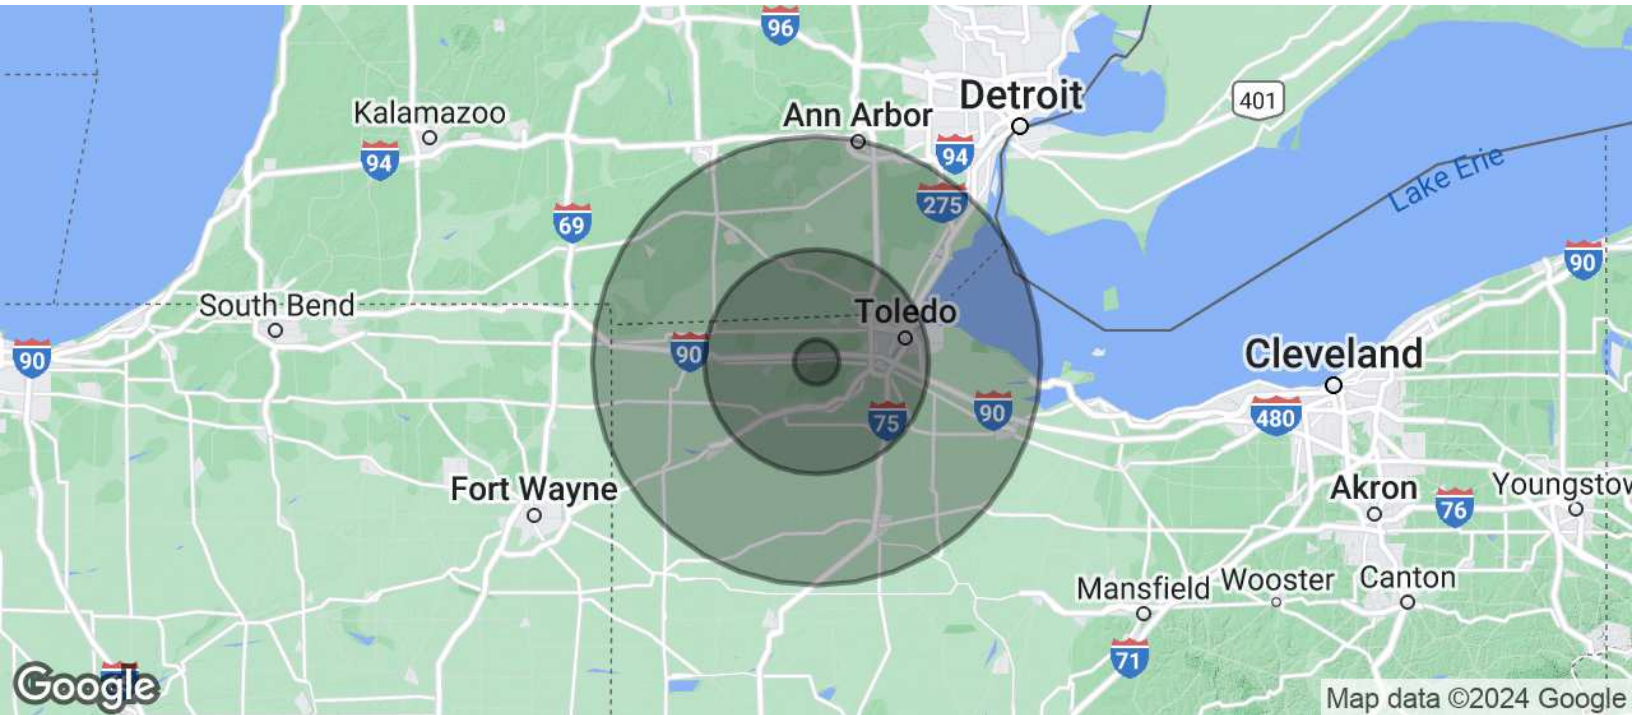 96
Detroit
401
Kalamazoo
Ann Arbor
94
94
Lake Erie
275
69
90
South Bend
Toledo
90
90
Cleveland
90
480
75
Fort Wayne
Akron
76
Youngstow
Mansfield
Wooster
Canton
71
Google
Map data ©2024 Google